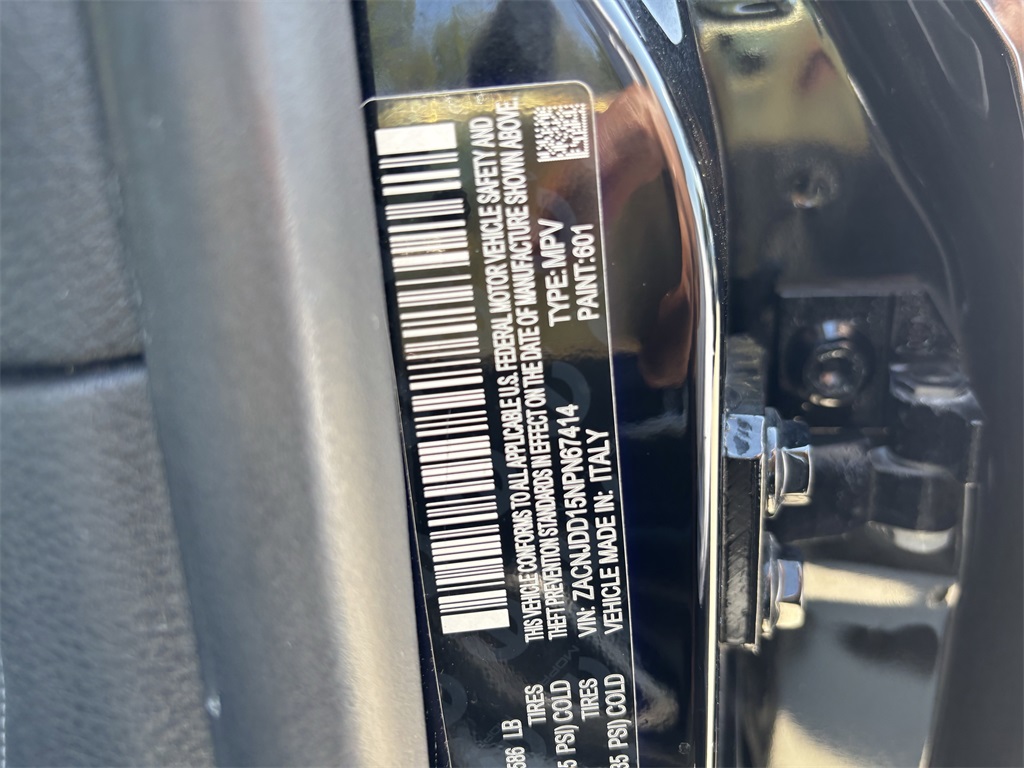 586 LB
TIRES
5 PSI) COLD
TIRES
35 PSI) COLD
THIS VEHICLE CONFORMS TO ALL APPLICABLE U.S. FEDERAL MOTOR VEHICLE SAFETY AND
THEFT PREVENTION STANDARDS IN EFFECT ON THE DATE OF MANUFACTURE SHOWN ABOVE.
VIN: ZACNJDD15NPN67414 TYPE: MPV
VEHICLE MADE IN: ITALY PAINT: 601